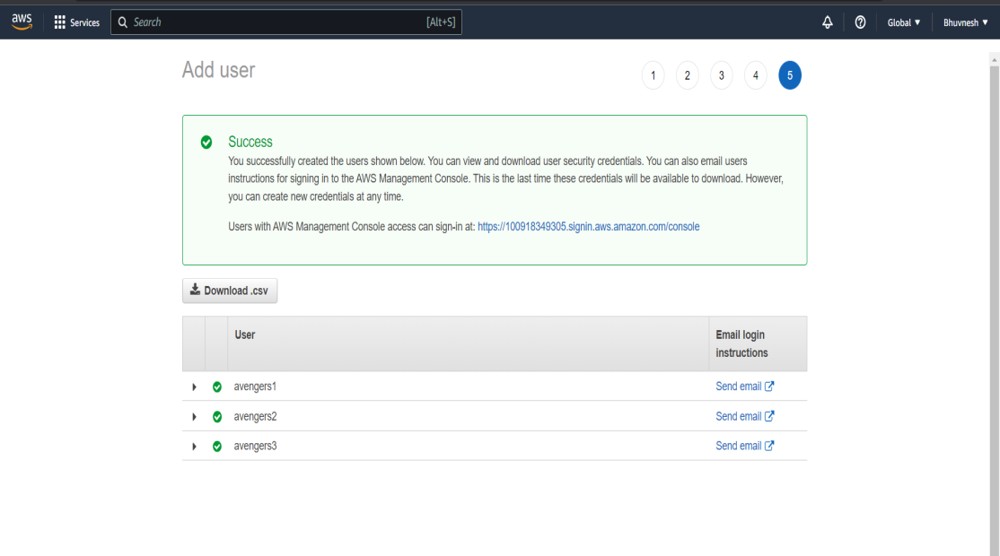 aws Services Search [Alt+S] Global Bhuvnesh
Add user 1 2 3 4 5
Success
You successfully created the users shown below. You can view and download user security credentials. You can also email users
instructions for signing in to the AWS Management Console. This is the last time these credentials will be available to download. However,
you can create new credentials at any time.
Users with AWS Management Console access can sign-in at: https://100918349305.signin.aws.amazon.com/console
Download .csv
User Email login
instructions
avengers1 Send email
avengers2 Send email
avengers3 Send email